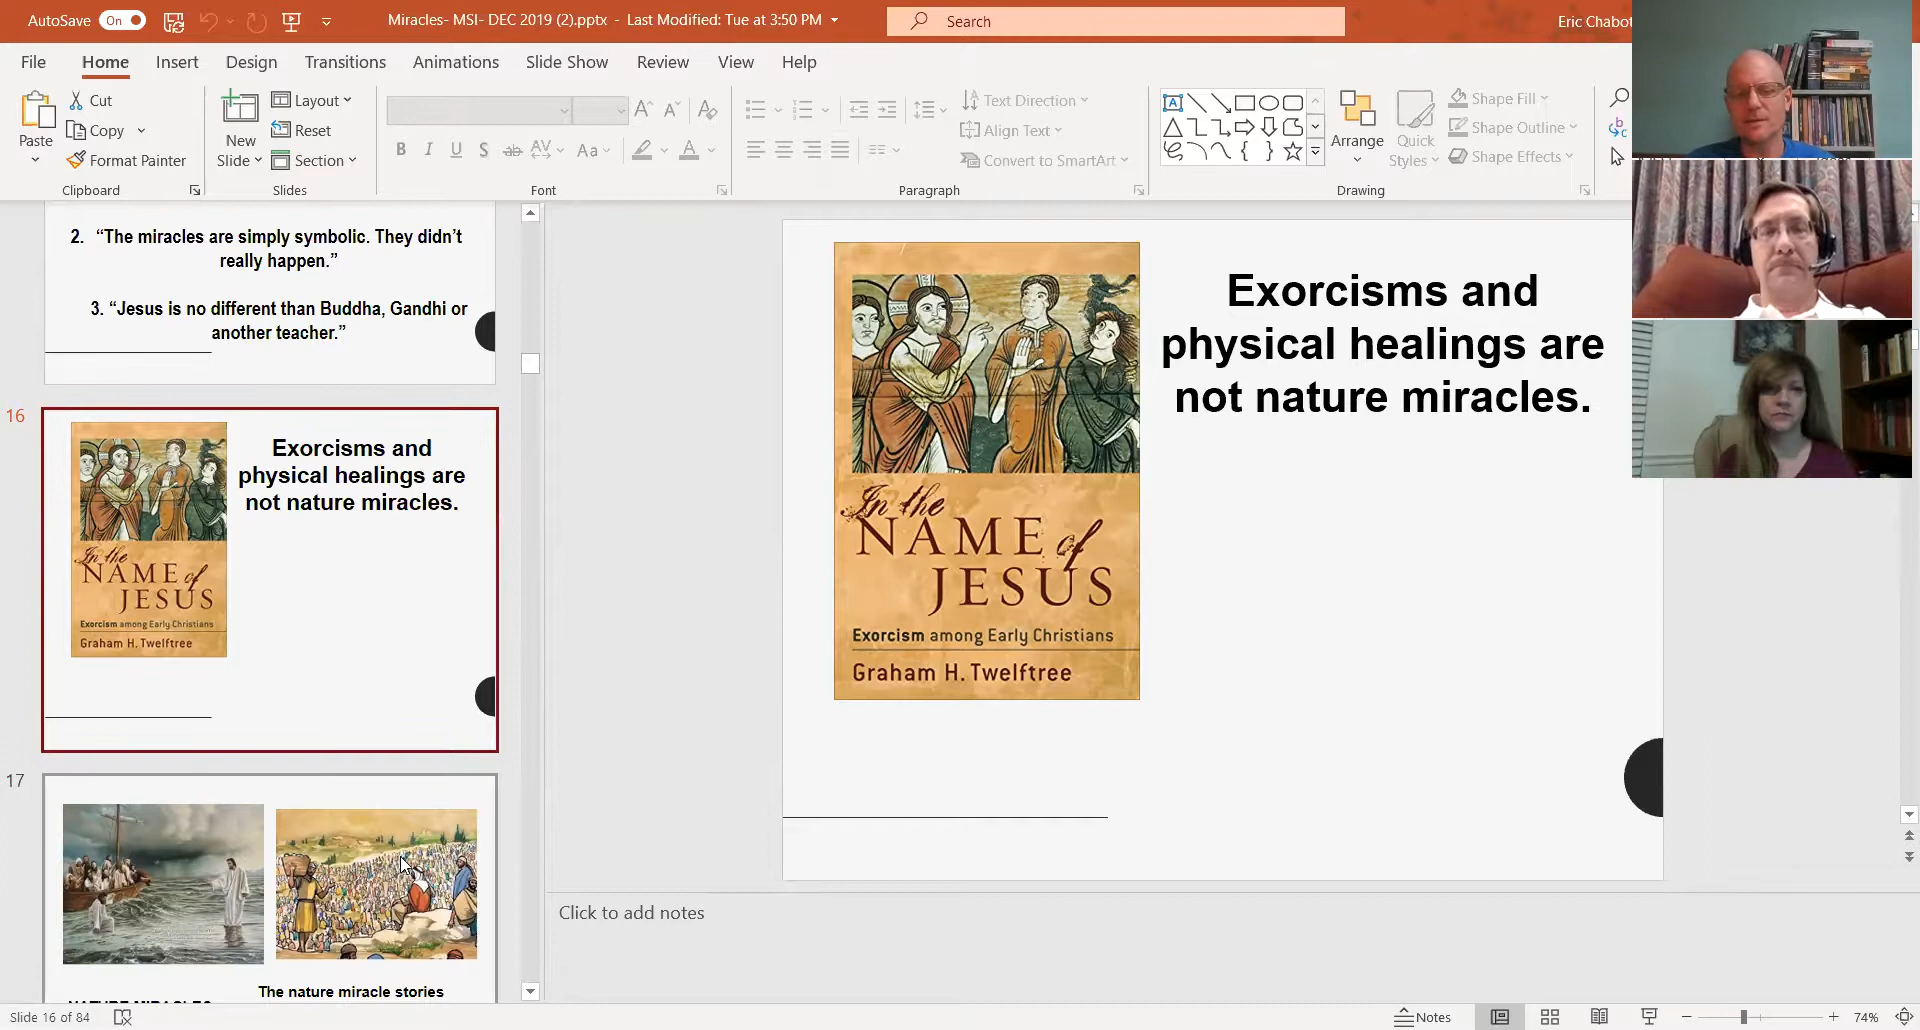 AutoSave On Miracles- MSI- DEC 2019 (2).pptx - Last Modified: Tue at 3:50 PM Search Eric Chabot
File Home Insert Design Transitions Animations Slide Show Review View Help
Paste
Cut
Copy
Format Painter
Clipboard
New
Slide
Layout
Reset
Section
Slides
B I U S ab AV Aa A
Font
Text Direction
Align Text
Convert to SmartArt
Paragraph
Arrange
Quick
Styles
Shape Fill
Shape Outline
Shape Effects
Drawing
2. “The miracles are simply symbolic. They didn’t
really happen.”
3. “Jesus is no different than Buddha, Gandhi or
another teacher.”
16
Exorcisms and
physical healings are
not nature miracles.
In the
NAME of
JESUS
Exorcism among Early Christians
Graham H. Twelftree
17
NATURE MIRACLES
The nature miracle stories
Exorcisms and
physical healings are
not nature miracles.
In the
NAME of
JESUS
Exorcism among Early Christians
Graham H. Twelftree
Click to add notes
Slide 16 of 84
Notes
74%